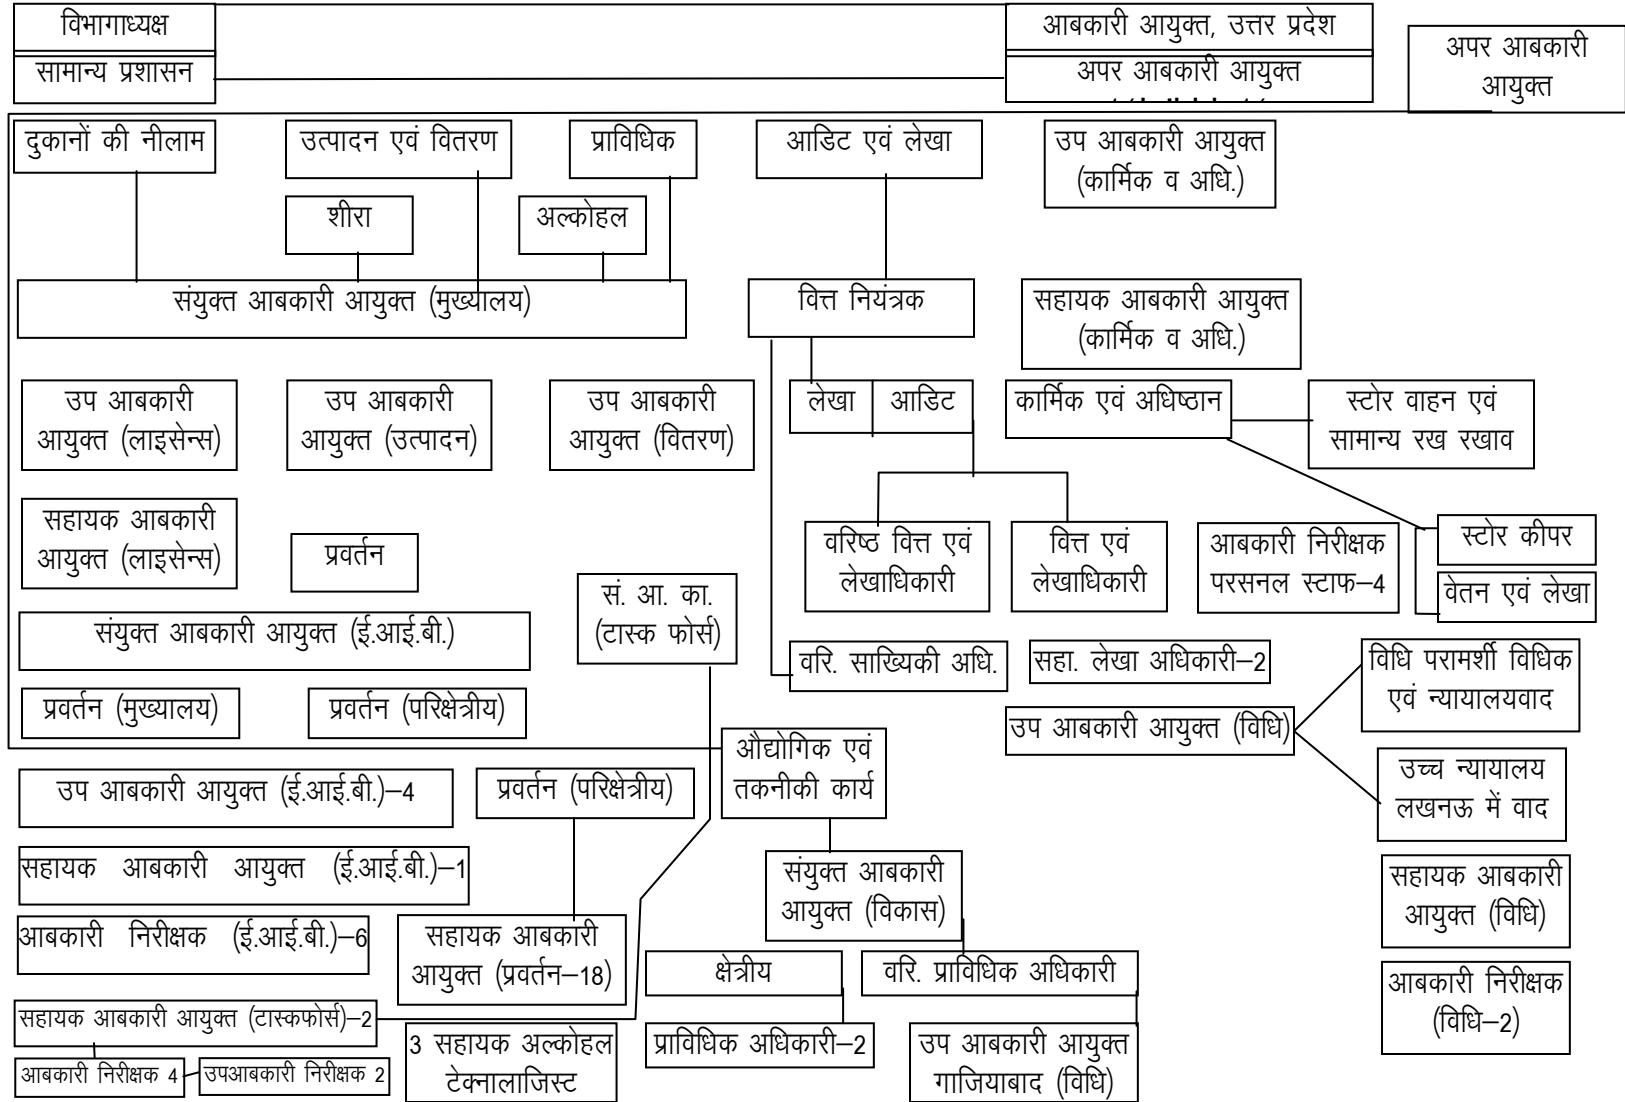 विभागाध्यक्ष
आबकारी आयुक्त, उत्तर प्रदेश
सामान्य प्रशासन
अपर आबकारी आयुक्त
अपर आबकारी
आयुक्त
दुकानों की नीलाम
उत्पादन एवं वितरण
प्राविधिक
आडिट एवं लेखा
उप आबकारी आयुक्त
(कार्मिक व अधि.)
शीरा
अल्कोहल
संयुक्त आबकारी आयुक्त (मुख्यालय)
वित्त नियंत्रक
सहायक आबकारी आयुक्त
(कार्मिक व अधि.)
उप आबकारी
आयुक्त (लाइसेन्स)
उप आबकारी
आयुक्त (उत्पादन)
उप आबकारी
आयुक्त (वितरण)
लेखा
आडिट
कार्मिक एवं अधिष्ठान
स्टोर वाहन एवं
सामान्य रख रखाव
सहायक आबकारी
आयुक्त (लाइसेन्स)
प्रवर्तन
सं. आ. का.
(टास्क फोर्स)
वरिष्ठ वित्त एवं
लेखाधिकारी
वित्त एवं
लेखाधिकारी
आबकारी निरीक्षक
परसनल स्टाफ–4
स्टोर कीपर
वेतन एवं लेखा
संयुक्त आबकारी आयुक्त (ई.आई.बी.)
वरि. साख्यिकी अधि.
सहा. लेखा अधिकारी–2
विधि परामर्शी विधिक
एवं न्यायालयवाद
प्रवर्तन (मुख्यालय)
प्रवर्तन (परिक्षेत्रीय)
उप आबकारी आयुक्त (विधि)
औद्योगिक एवं
तकनीकी कार्य
उच्च न्यायालय
लखनऊ में वाद
उप आबकारी आयुक्त (ई.आई.बी.)–4
प्रवर्तन (परिक्षेत्रीय)
सहायक आबकारी आयुक्त (ई.आई.बी.)–1
संयुक्त आबकारी
आयुक्त (विकास)
सहायक आबकारी
आयुक्त (विधि)
आबकारी निरीक्षक (ई.आई.बी.)–6
सहायक आबकारी
आयुक्त (प्रवर्तन–18)
क्षेत्रीय
वरि. प्राविधिक अधिकारी
आबकारी निरीक्षक
(विधि–2)
सहायक आबकारी आयुक्त (टास्कफोर्स)–2
3 सहायक अल्कोहल
टेक्नालाजिस्ट
प्राविधिक अधिकारी–2
उप आबकारी आयुक्त
गाजियाबाद (विधि)
आबकारी निरीक्षक 4
उपआबकारी निरीक्षक 2